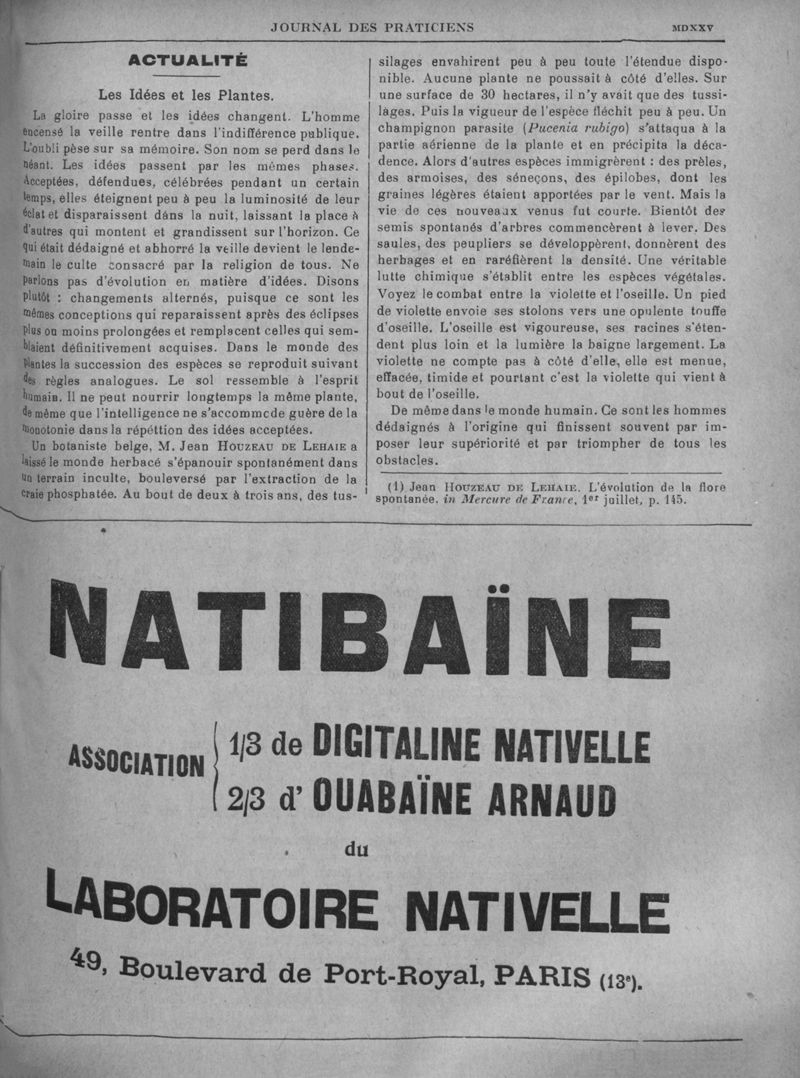 JOURNAL DES PRATICIENS
MDXXV
ACTUALITÉ
Les Idées et les Plantes.
La gloire passe et les idées changent. L'homme
encensé la veille rentre dans l'indifférence publique.
L'oubli pèse sur sa mémoire. Son nom se perd dans le
néant. Les idées passent par les mêmes phases.
Acceptées, défendues, célébrées pendant un certain
temps, elles éteignent peu à peu la luminosité de leur
éclat et disparaissent dans la nuit, laissant la place à
d'autres qui montent et grandissent sur l'horizon. Ce
qui était dédaigné et abhorré la veille devient le lende-
main le culte consacré par la religion de tous. Ne
parlons pas d'évolution en matière d'idées. Disons
plutôt : changements alternés, puisque ce sont les
mêmes conceptions qui reparaissent après des éclipses
plus ou moins prolongées et remplacent celles qui sem-
blaient définitivement acquises. Dans le monde des
plantes la succession des espèces se reproduit suivant
des règles analogues. Le sol ressemble à l'esprit
humain. Il ne peut nourrir longtemps la même plante,
de même que l'intelligence ne s'accommode guère de la
monotonie dans la répéttion des idées acceptées.
Un botaniste belge, M. Jean HOUZEAU DE LEHAIE a
laissé le monde herbacé s'épanouir spontanément dans
un terrain inculte, bouleversé par l'extraction de la
craie phosphatée. Au bout de deux à trois ans, des tus-
silages envahirent peu à peu toute l'étendue dispo-
nible. Aucune plante ne poussait à côté d'elles. Sur
une surface de 30 hectares, il n'y avait que des tussi-
lages. Puis la vigueur de l'espèce fléchit peu à peu. Un
champignon parasite (Pucenia rubigo) s'attaqua à la
partie aérienne de la plante et en précipita la déca-
dence. Alors d'autres espèces immigrèrent : des prêles,
des armoises, des séneçons, des épilobes, dont les
graines légères étaient apportées par le vent. Mais la
vie de ces nouveaux venus fut courte. Bientôt des
semis spontanés d'arbres commencèrent à lever. Des
saules, des peupliers se développèrent, donnèrent des
herbages et en raréfièrent la densité. Une véritable
lutte chimique s'établit entre les espèces végétales.
Voyez le combat entre la violette et l'oseille. Un pied
de violette envoie ses stolons vers une opulente touffe
d'oseille. L'oseille est vigoureuse, ses racines s'éten-
dent plus loin et la lumière la baigne largement. La
violette ne compte pas à côté d'elle, elle est menue,
effacée, timide et pourtant c'est la violette qui vient à
bout de l'oseille.
De même dans le monde humain. Ce sont les hommes
dédaignés à l'origine qui finissent souvent par im-
poser leur supériorité et par triompher de tous les
obstacles.
(1) Jean HOUZEAU DE LEHAIE. L'évolution de la flore
spontanée. in Mercure de France, 1er juillet, p. 145.
NATIBAÏNE
ASSOCIATION
1/3 de DIGITALINE NATIVELLE
2/3 d' OUABAÏNE ARNAUD
du
LABORATOIRE NATIVELLE
49, Boulevard de Port-Royal, PARIS (13e).